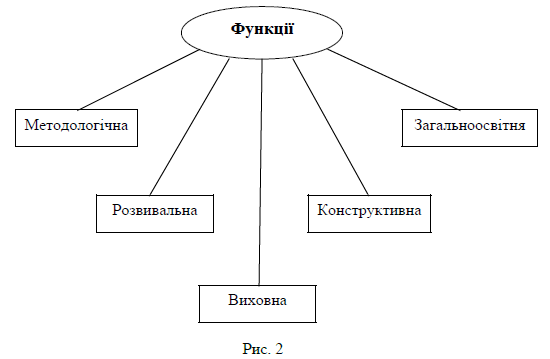 Функції
Методологічна
Загальноосвітня
Розвивальна
Конструктивна
Виховна
Рис. 2